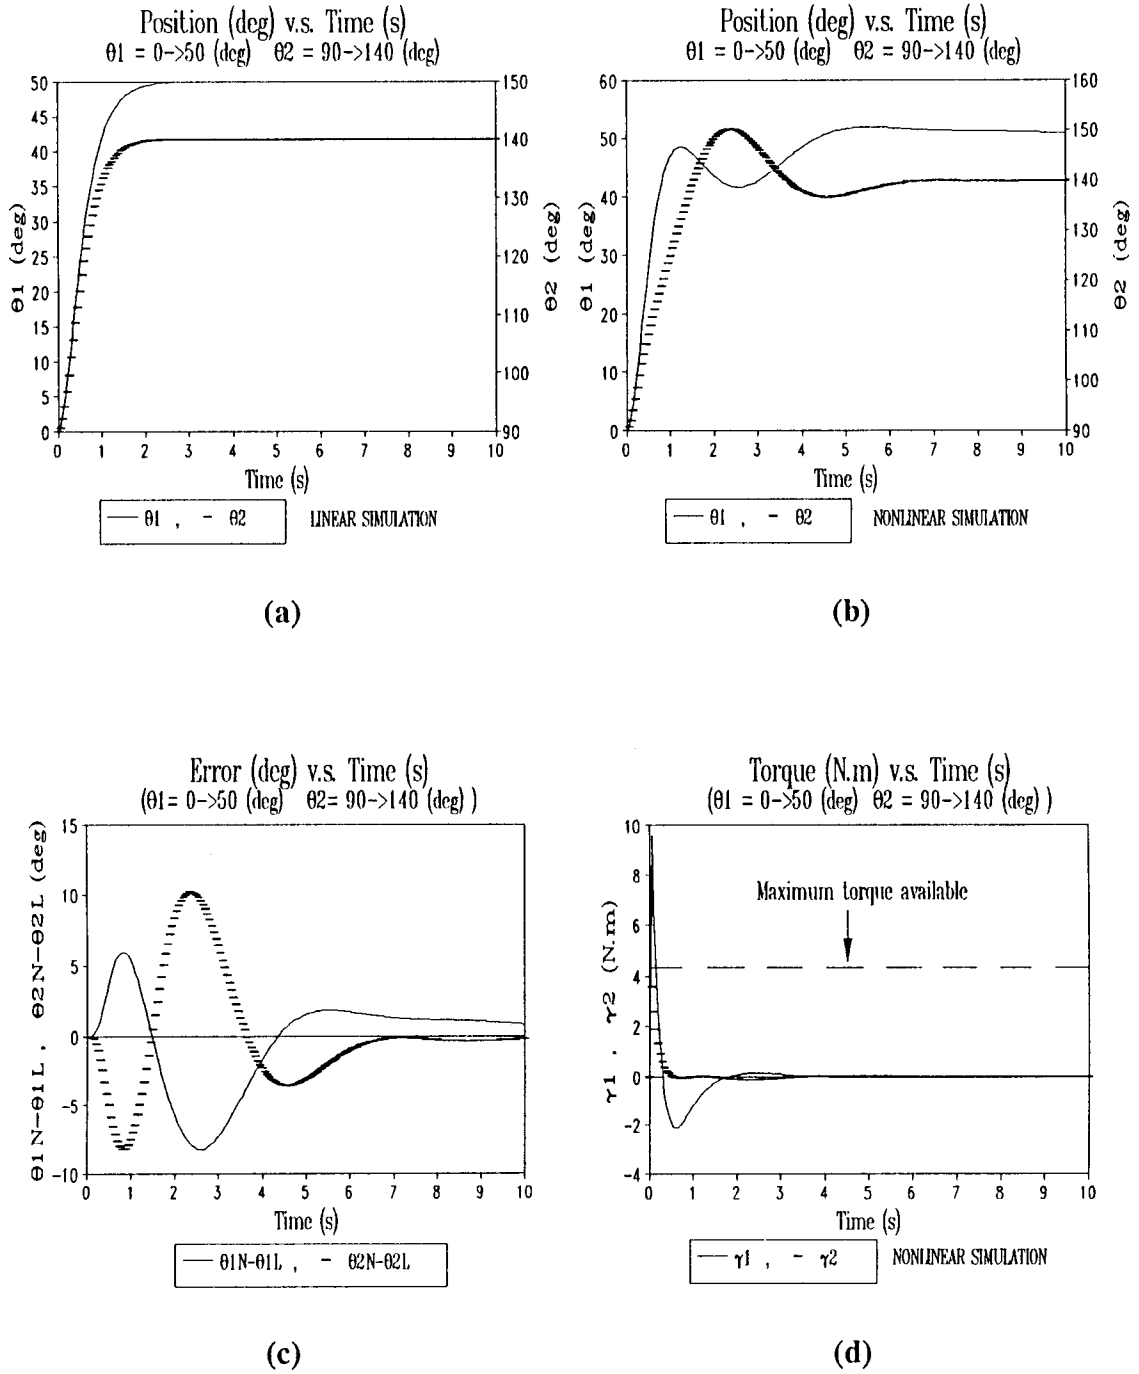 Position (deg) v.s. Time (s)
θ1 = 0->50 (deg) θ2 = 90->140 (deg)
50
45
40
35
30
25
20
15
10
5
0
θ1 (deg)
150
140
130
120
110
100
90
θ2 (deg)
0 1 2 3 4 5 6 7 8 9 10
Time (s)
θ1 , - θ2
LINEAR SIMULATION
(a)
Position (deg) v.s. Time (s)
θ1 = 0->50 (deg) θ2 = 90->140 (deg)
60
50
40
30
20
10
0
θ1 (deg)
160
150
140
130
120
110
100
90
θ2 (deg)
0 1 2 3 4 5 6 7 8 9 10
Time (s)
θ1 , - θ2
NONLINEAR SIMULATION
(b)
Error (deg) v.s. Time (s)
(θ1= 0->50 (deg) θ2= 90->140 (deg) )
15
10
5
0
-5
-10
θ1N-θ1L , θ2N-θ2L (deg)
0 1 2 3 4 5 6 7 8 9 10
Time (s)
θ1N-θ1L , - θ2N-θ2L
(c)
Torque (N.m) v.s. Time (s)
(θ1 = 0->50 (deg) θ2 = 90->140 (deg) )
10
8
6
4
2
0
-2
-4
γ1 , γ2 (N.m)
Maximum torque available
0 1 2 3 4 5 6 7 8 9 10
Time (s)
γ1 , - γ2
NONLINEAR SIMULATION
(d)